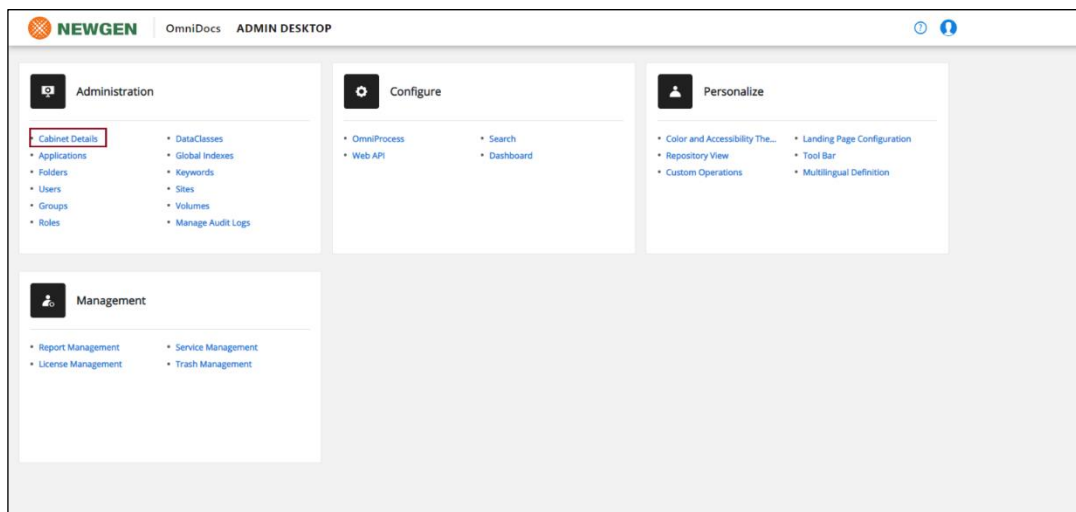 NEWGEN OmniDocs ADMIN DESKTOP
Administration
Cabinet Details
Applications
Folders
Users
Groups
Roles
DataClasses
Global Indexes
Keywords
Sites
Volumes
Manage Audit Logs
Configure
OmniProcess
Web API
Search
Dashboard
Personalize
Color and Accessibility The...
Repository View
Custom Operations
Landing Page Configuration
Tool Bar
Multilingual Definition
Management
Report Management
License Management
Service Management
Trash Management